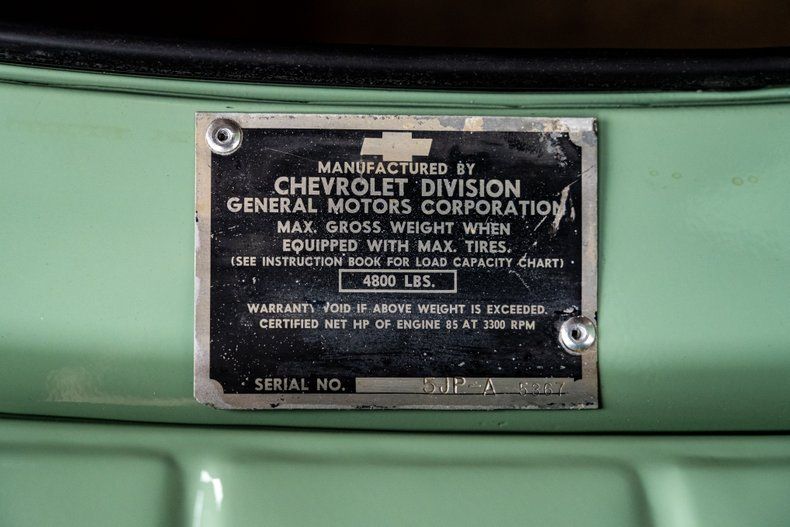 MANUFACTURED BY
CHEVROLET DIVISION
GENERAL MOTORS CORPORATION
MAX. GROSS WEIGHT WHEN
EQUIPPED WITH MAX. TIRES.
(SEE INSTRUCTION BOOK FOR LOAD CAPACITY CHART)
4800 LBS.
WARRANTY VOID IF ABOVE WEIGHT IS EXCEEDED.
CERTIFIED NET HP OF ENGINE 85 AT 3300 RPM
SERIAL NO. 5JP-A 5367